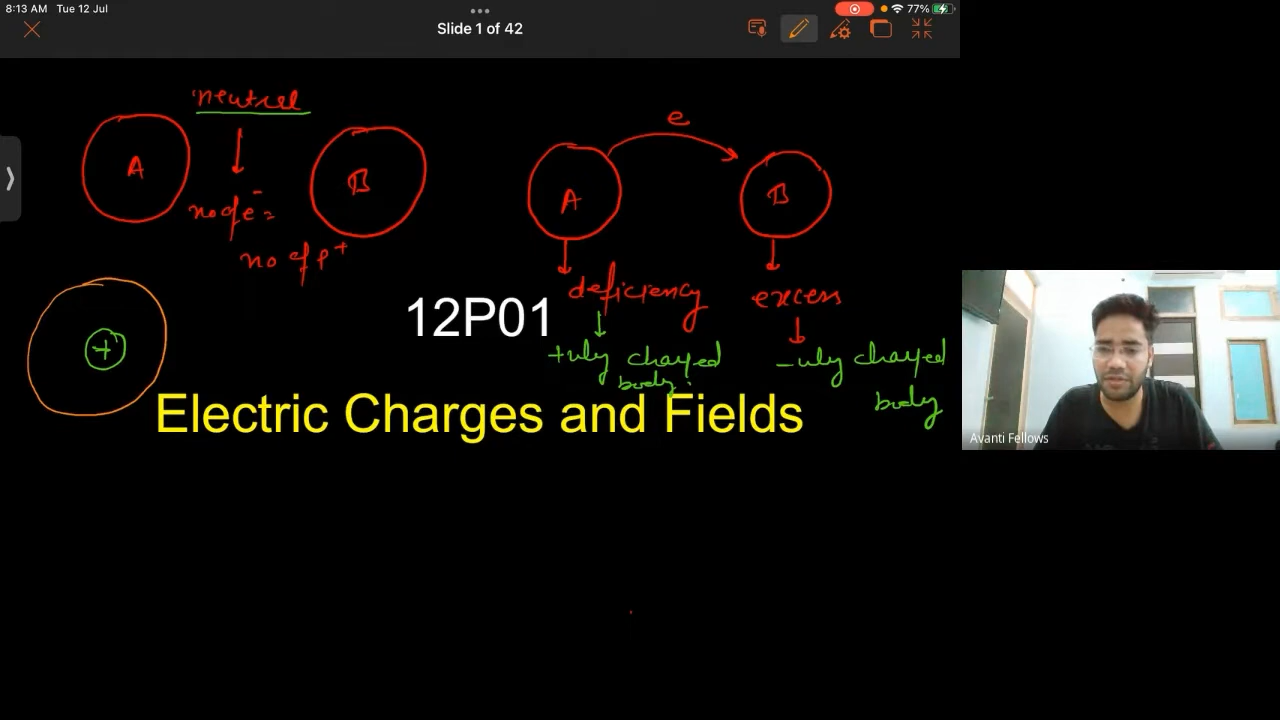 8:13 AM Tue 12 Jul
Slide 1 of 42
77%
neutral
A
B
no of e⁻ =
no of p⁺
e
A
B
deficiency
excess
+vely charged
body.
-vely charged
body
+
12P01
Electric Charges and Fields
Avanti Fellows